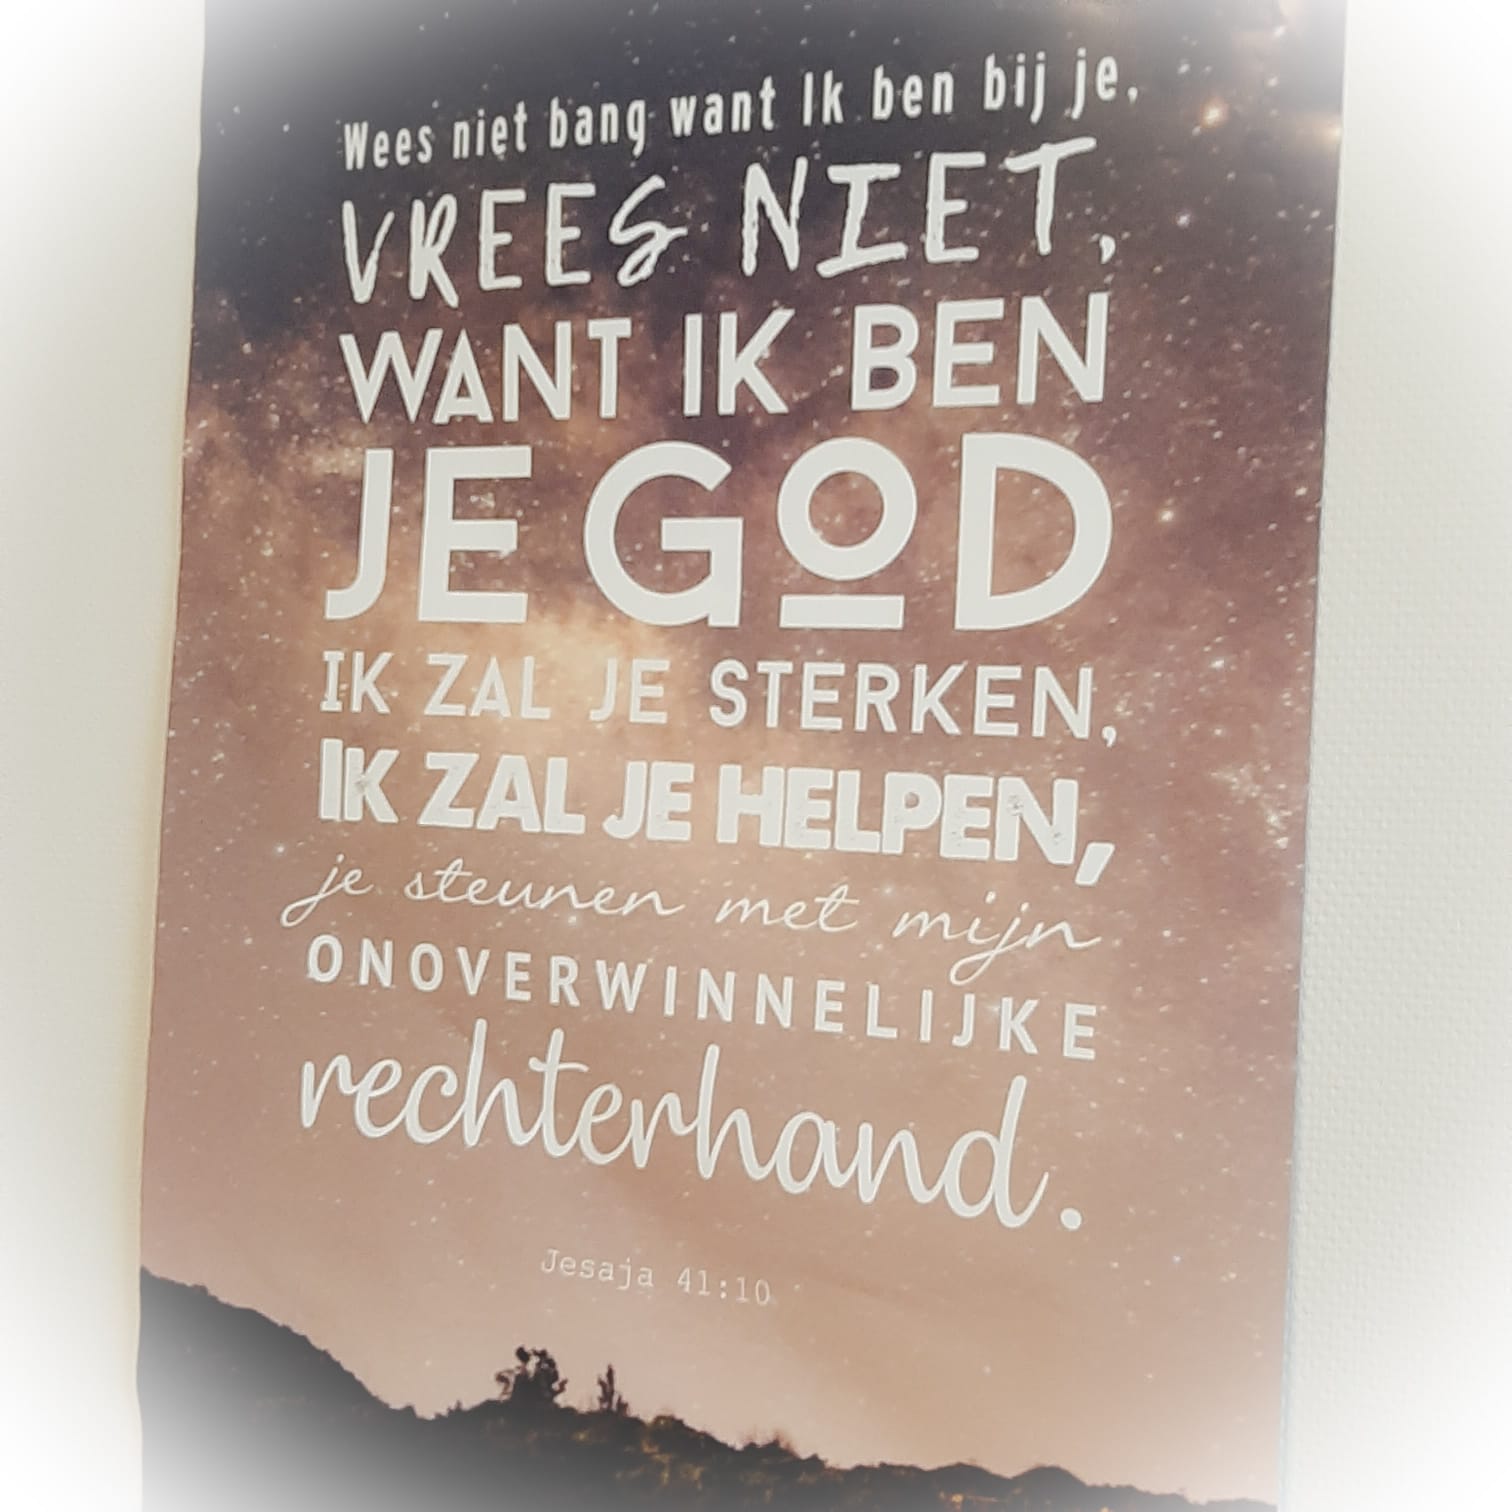 Wees niet bang want Ik ben bij je,
VREES NIET,
WANT IK BEN
JE GOD
IK ZAL JE STERKEN,
IK ZAL JE HELPEN,
je steunen met mijn
ONOVERWINNELIJKE
rechterhand.
Jesaja 41:10